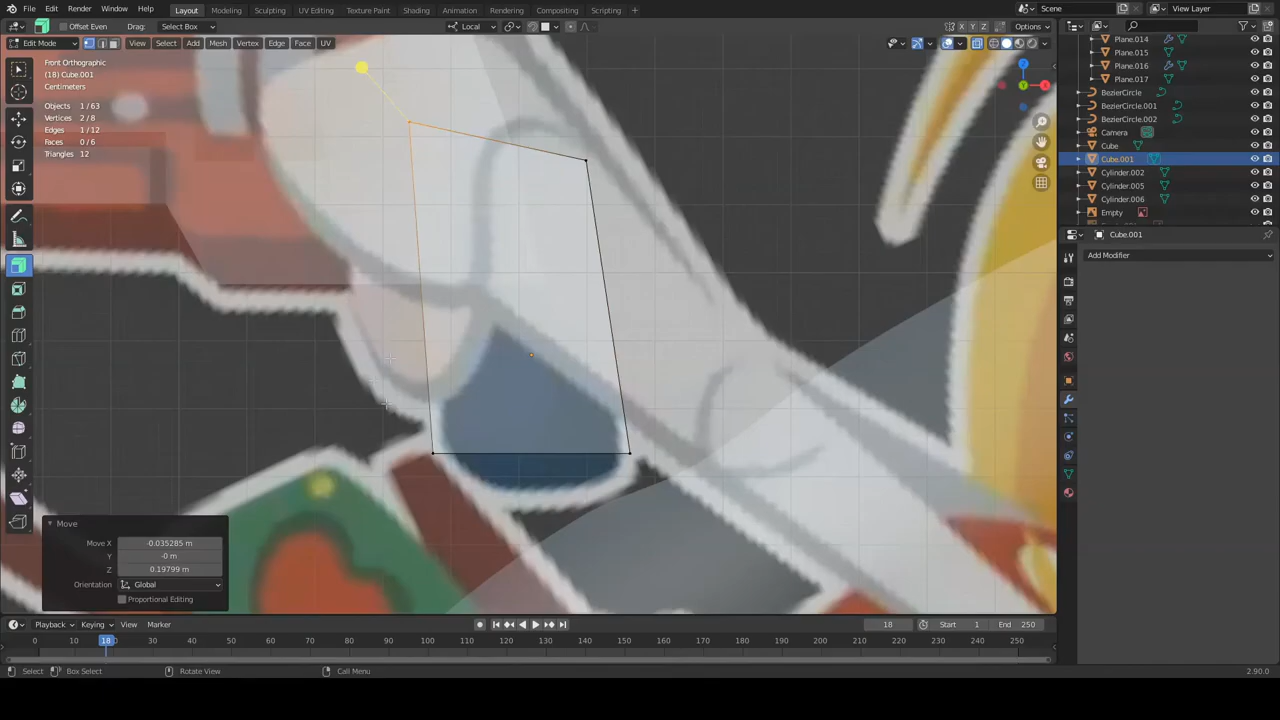 File Edit Render Window Help Layout Modeling Sculpting UV Editing Texture Paint Shading Animation Rendering Compositing Scripting + Scene View Layer
Offset Even Drag: Select Box Local Options
Edit Mode View Select Add Mesh Vertex Edge Face UV
Front Orthographic
(18) Cube.001
Centimeters
Objects 1 / 63
Vertices 2 / 8
Edges 1 / 12
Faces 0 / 6
Triangles 12
Z
X
Y
Plane.014
Plane.015
Plane.016
Plane.017
BezierCircle
BezierCircle.001
BezierCircle.002
Camera
Cube
Cube.001
Cylinder.002
Cylinder.005
Cylinder.006
Empty
Cube.001
Add Modifier
Move
Move X -0.035285 m
Y -0 m
Z 0.19799 m
Orientation Global
Proportional Editing
Playback Keying View Marker 18 Start 1 End 250
0 10 18 30 40 50 60 70 80 90 100 110 120 130 140 150 160 170 180 190 200 210 220 230 240 250
Select Box Select Rotate View Call Menu 2.90.0